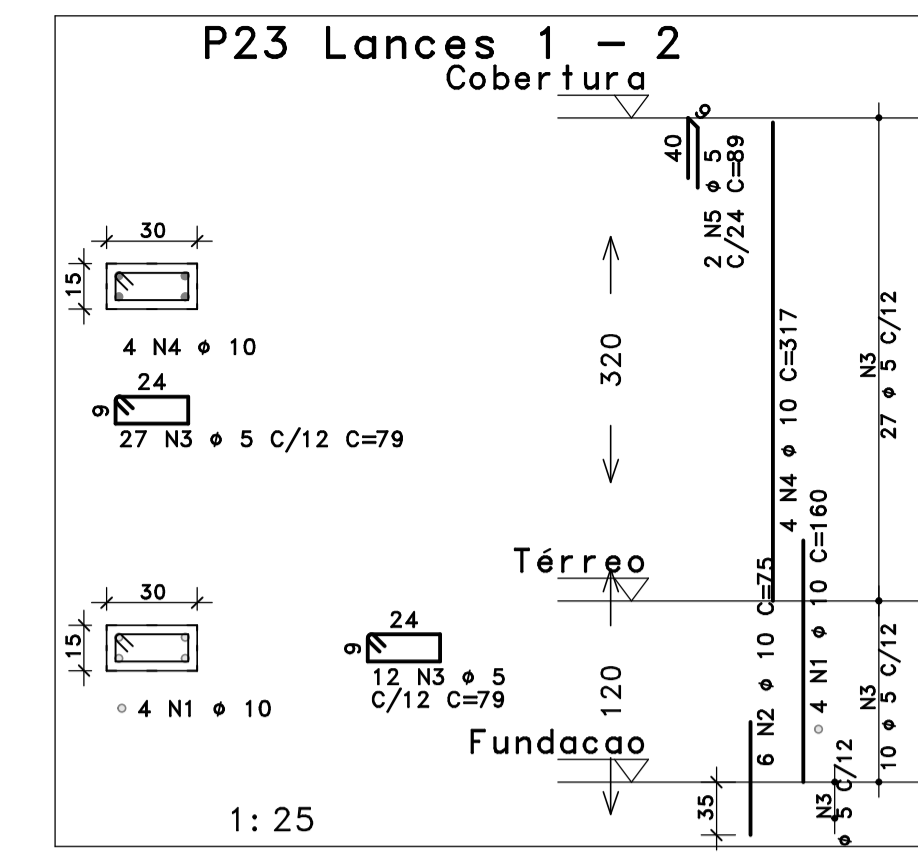 P23 Lances 1 - 2
Cobertura
40
6
2 N5 ø 5
C/24 C=89
30
15
4 N4 ø 10
24
9
27 N3 ø 5 C/12 C=79
320
4 N4 ø 10 C=317
N3
27 ø 5 C/12
Térreo
30
15
4 N1 ø 10
24
9
12 N3 ø 5
C/12 C=79
120
6 N2 ø 10 C=75
4 N1 ø 10 C=160
N3
10 ø 5 C/12
Fundacao
35
N3
ø 5 C/12
1:25